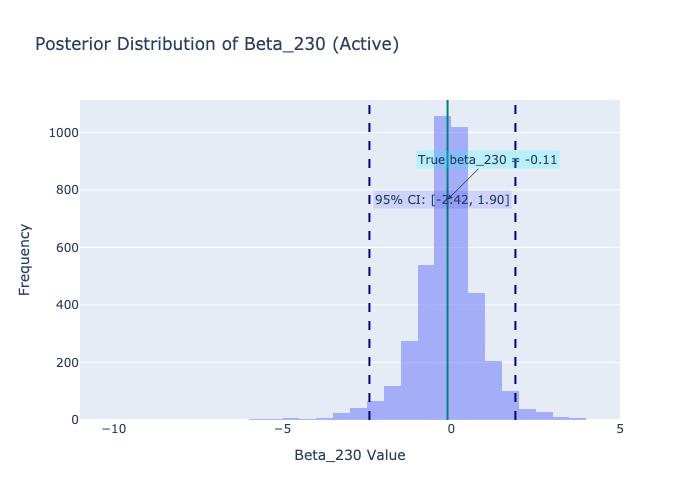 Posterior Distribution of Beta_230 (Active)
1000
True beta_230 = -0.11
800
95% CI: [-2.42, 1.90]
600
400
200
0
Frequency
−10
−5
0
5
Beta_230 Value